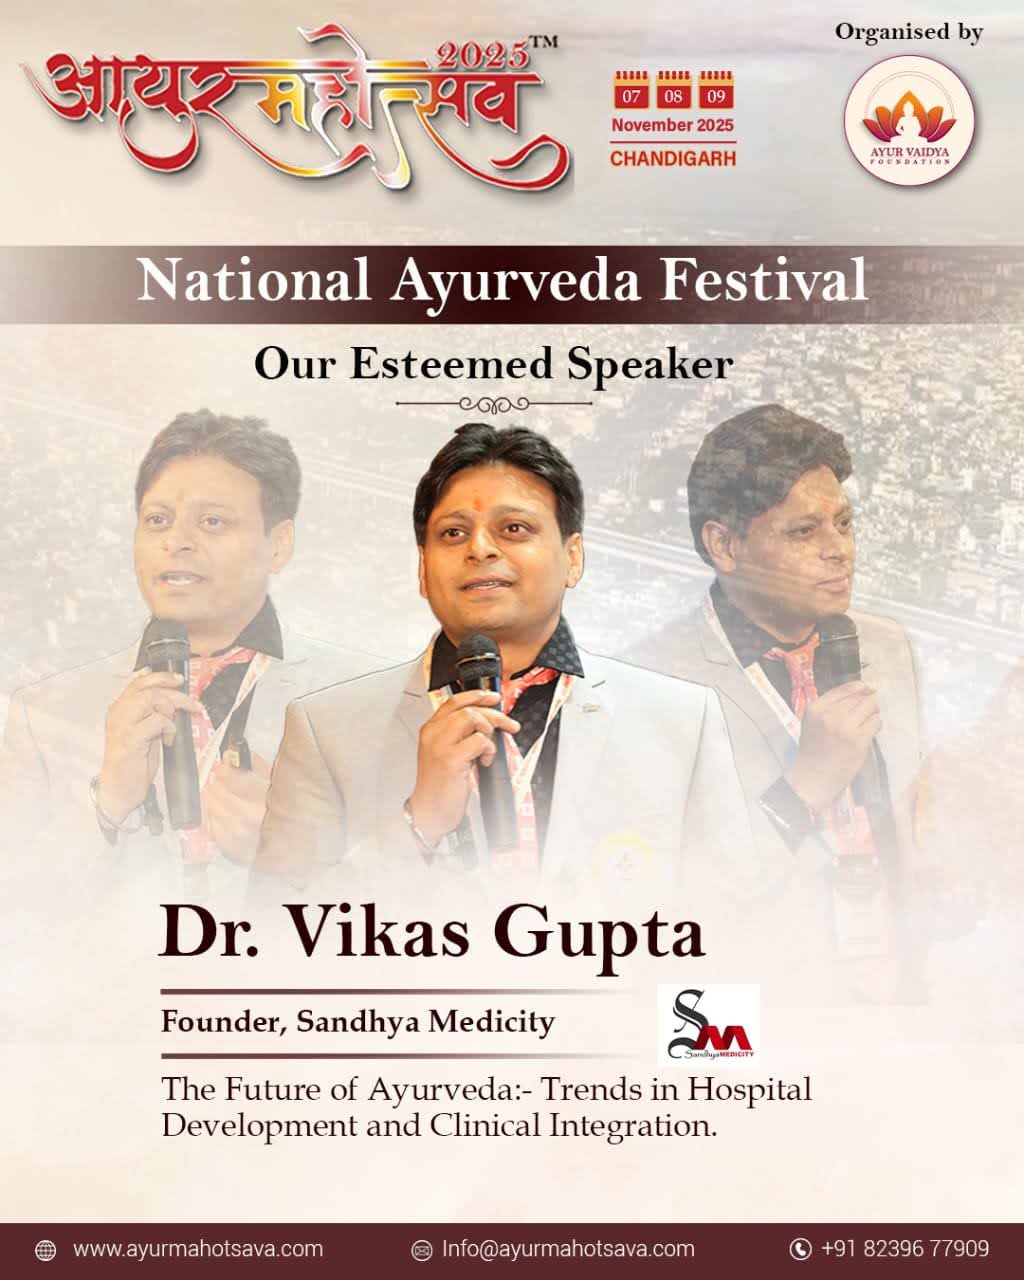 आयुर महोत्सव 2025™
07 08 09
November 2025
CHANDIGARH
Organised by
AYUR VAIDYA
FOUNDATION
National Ayurveda Festival
Our Esteemed Speaker
Dr. Vikas Gupta
Founder, Sandhya Medicity
SM
Sandhya MEDICITY
The Future of Ayurveda:- Trends in Hospital
Development and Clinical Integration.
www.ayurmahotsava.com
Info@ayurmahotsava.com
+91 82396 77909